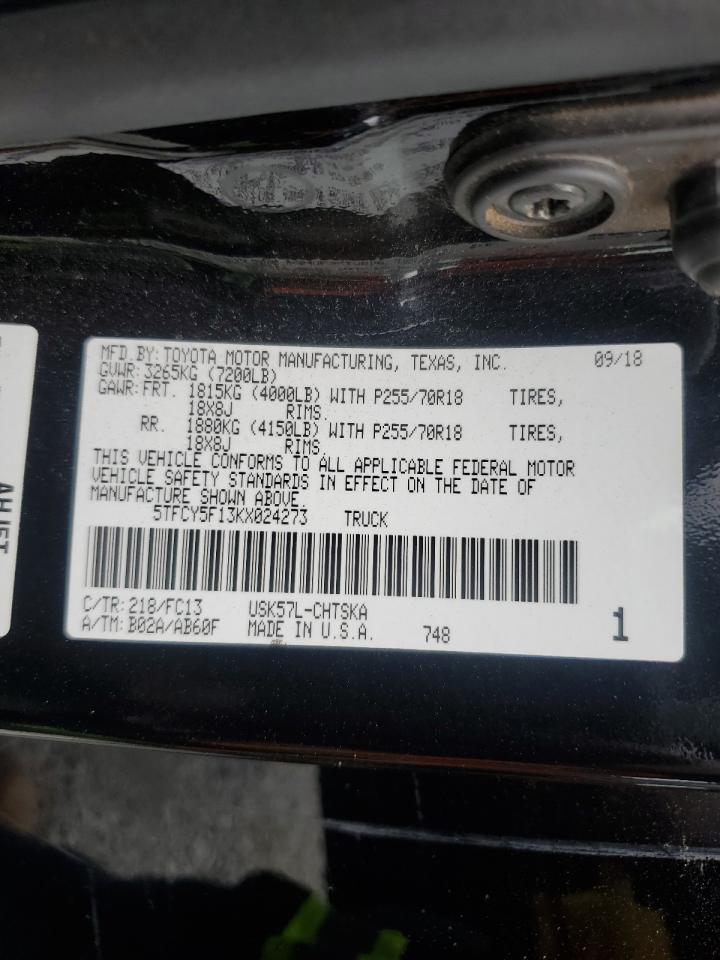 MFD.BY:TOYOTA MOTOR MANUFACTURING, TEXAS, INC. 09/18
GVWR:3265KG (7200LB)
GAWR:FRT. 1815KG (4000LB) WITH P255/70R18 TIRES,
18X8J RIMS.
RR. 1880KG (4150LB) WITH P255/70R18 TIRES,
18X8J RIMS.
THIS VEHICLE CONFORMS TO ALL APPLICABLE FEDERAL MOTOR
VEHICLE SAFETY STANDARDS IN EFFECT ON THE DATE OF
MANUFACTURE SHOWN ABOVE.
5TFCY5F13KX024273 TRUCK
C/TR:218/FC13 USK57L-CHTSKA
A/TM:B02A/AB60F MADE IN U.S.A. 748 1